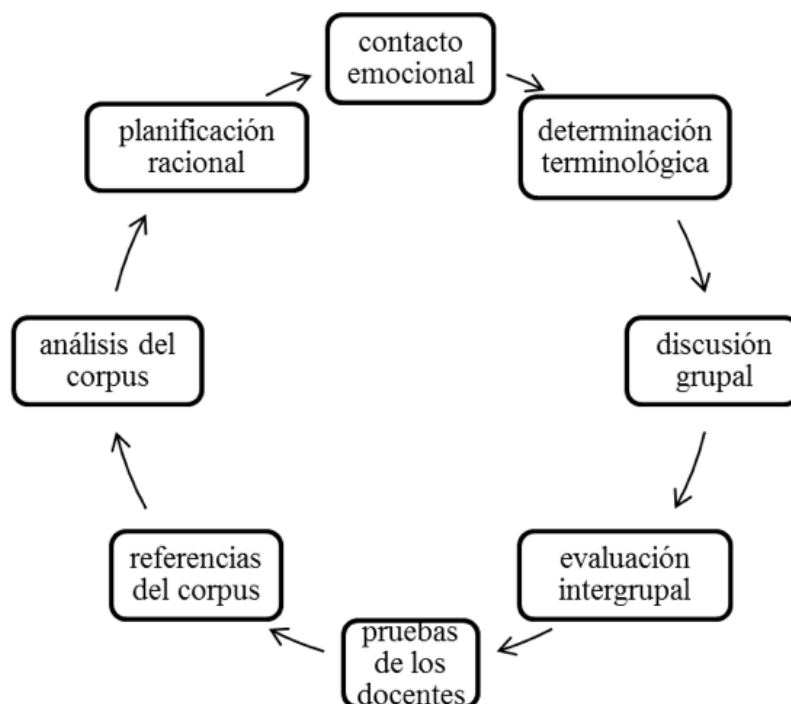 contacto
emocional
determinación
terminológica
discusión
grupal
evaluación
intergrupal
pruebas
de los
docentes
referencias
del corpus
análisis del
corpus
planificación
racional